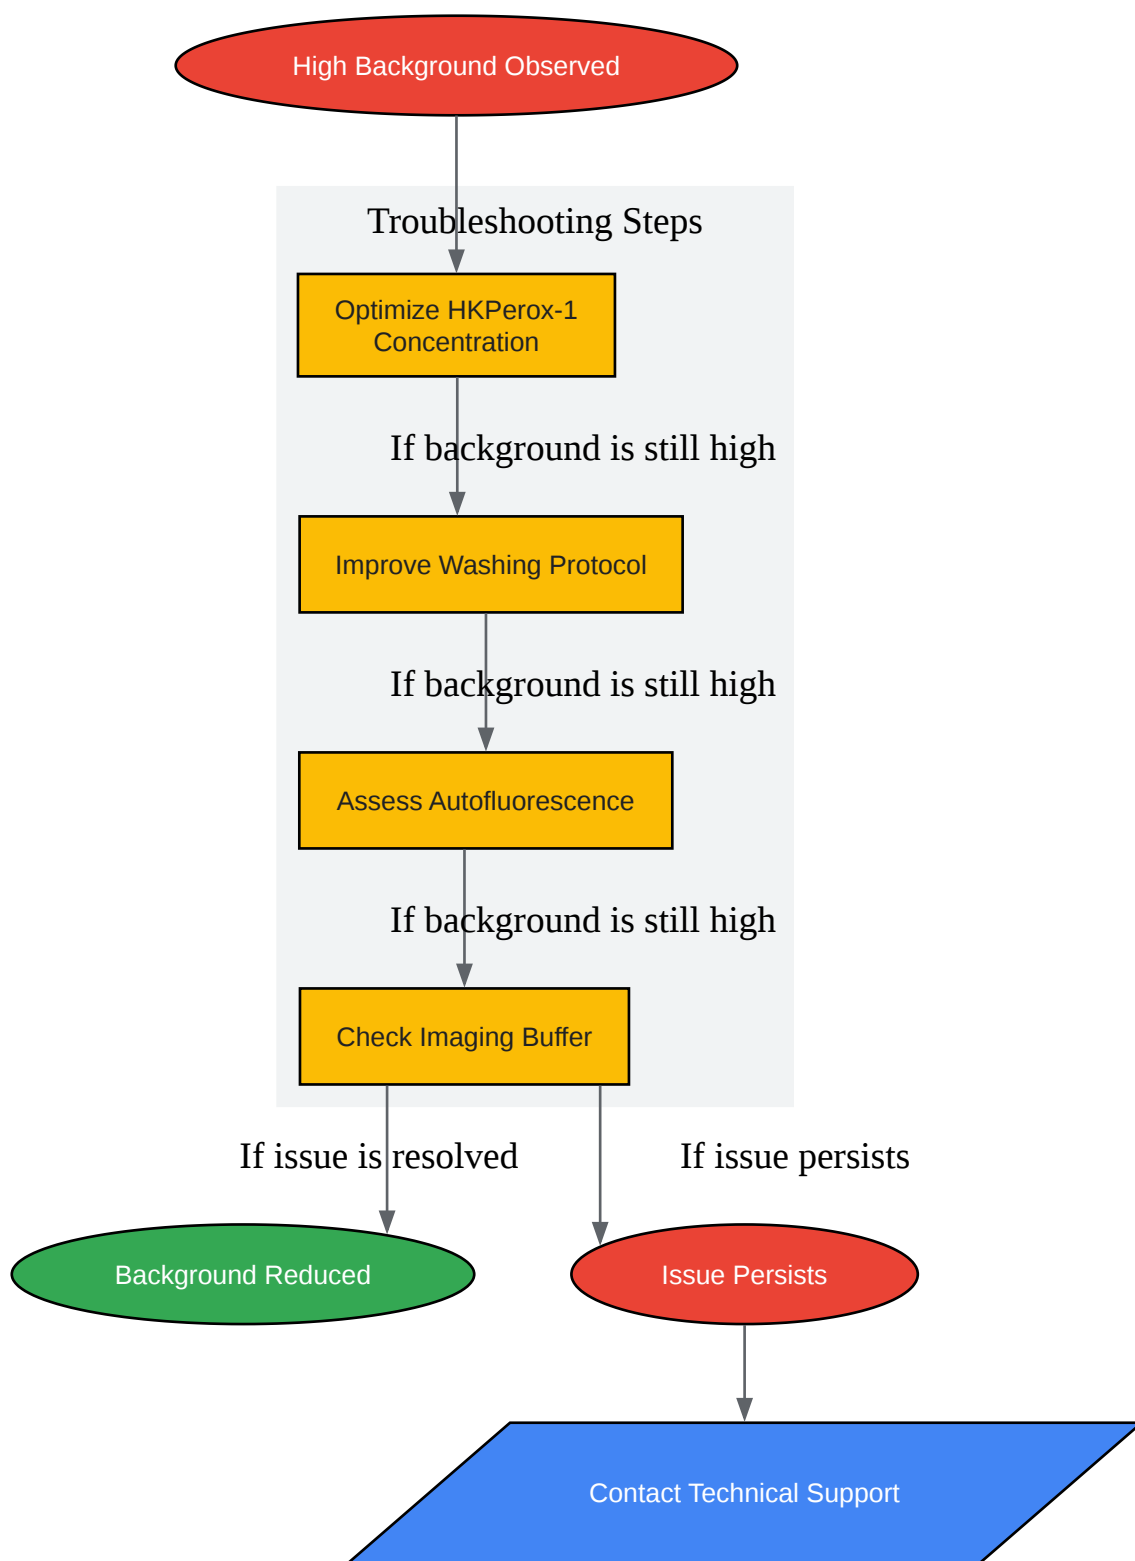 High Background Observed
Troubleshooting Steps
Optimize HKPerox-1
Concentration
If background is still high
Improve Washing Protocol
If background is still high
Assess Autofluorescence
If background is still high
Check Imaging Buffer
If issue is resolved
If issue persists
Background Reduced
Issue Persists
Contact Technical Support